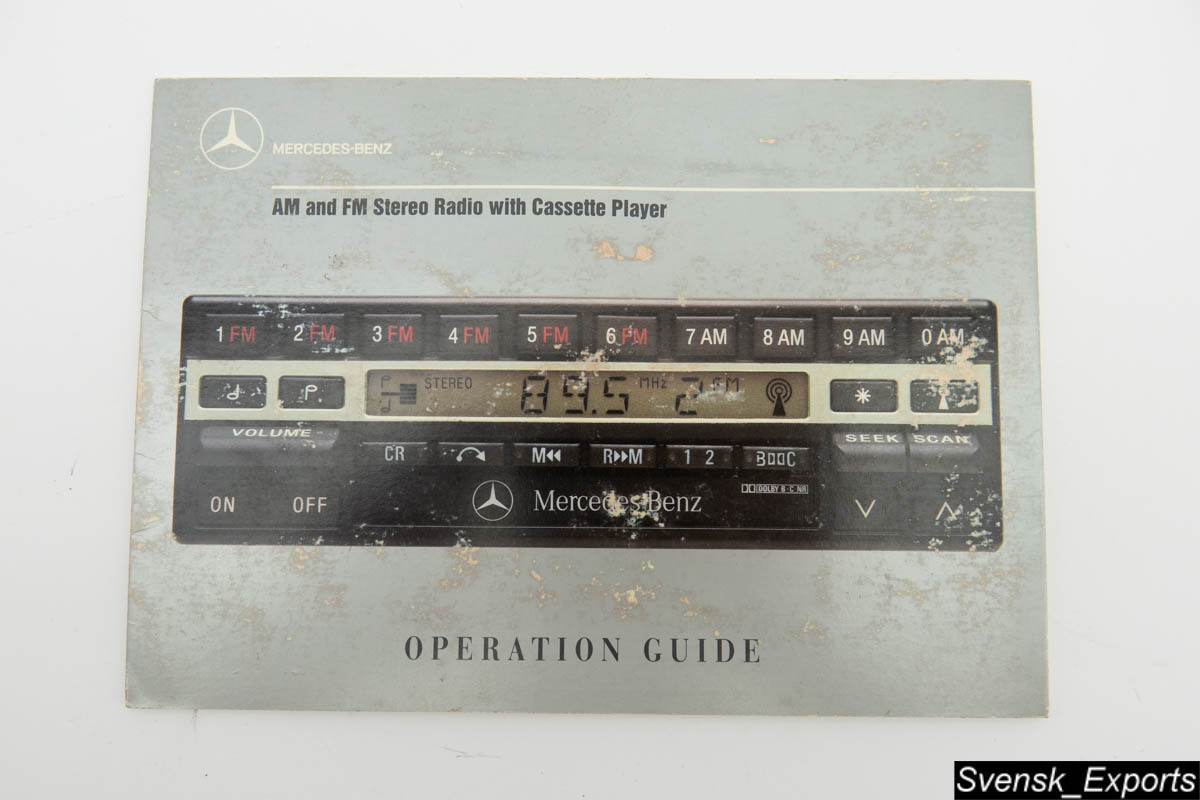 MERCEDES-BENZ
AM and FM Stereo Radio with Cassette Player
1 FM 2 FM 3 FM 4 FM 5 FM 6 FM 7 AM 8 AM 9 AM 0 AM
STEREO 89.5 MHz 2 FM
VOLUME SEEK SCAN
CR M◀◀ R▶▶M 1 2 B▯▯C
DOLBY B-C NR
ON OFF Mercedes-Benz
OPERATION GUIDE
Svensk_Exports